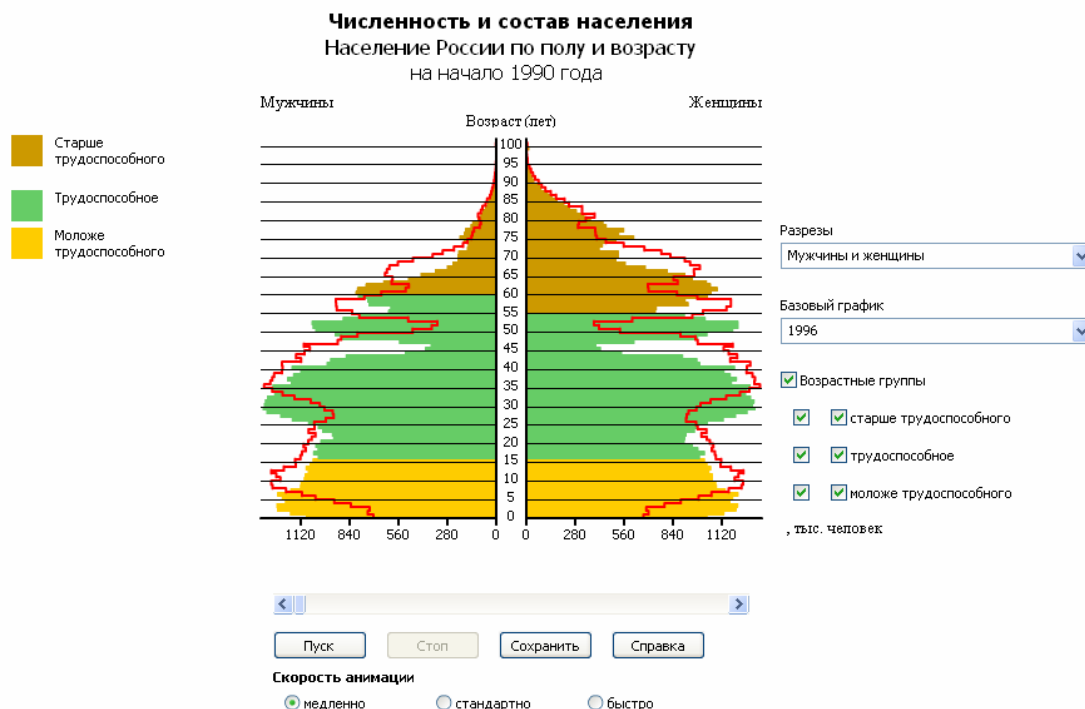 Численность и состав населения
Население России по полу и возрасту
на начало 1990 года
Мужчины
Женщины
Возраст (лет)
Старше
трудоспособного
Трудоспособное
Моложе
трудоспособного
100
95
90
85
80
75
70
65
60
55
50
45
40
35
30
25
20
15
10
5
0
1120 840 560 280 0 0 280 560 840 1120
Разрезы
Мужчины и женщины
Базовый график
1996
Возрастные группы
старше трудоспособного
трудоспособное
моложе трудоспособного
, тыс. человек
Пуск Стоп Сохранить Справка
Скорость анимации
медленно стандартно быстро